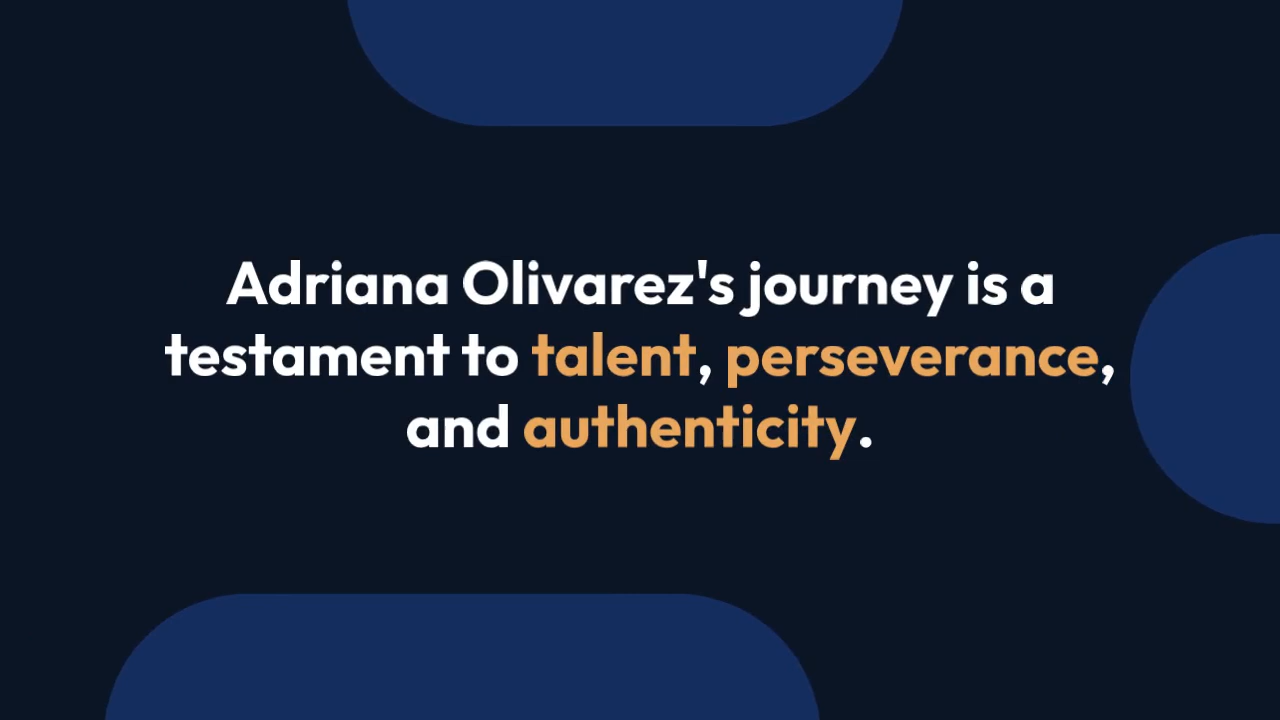 Adriana Olivarez's journey is a
testament to talent, perseverance,
and authenticity.